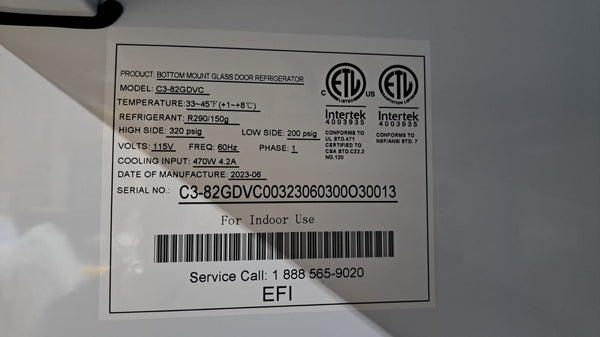 PRODUCT: BOTTOM MOUNT GLASS DOOR REFRIGERATOR
MODEL: C3-82GDVC
TEMPERATURE: 33~45℉(+1~+8℃)
REFRIGERANT: R290/150g
HIGH SIDE: 320 psig LOW SIDE: 200 psig
VOLTS: 115V FREQ: 60Hz PHASE: 1
COOLING INPUT: 470W 4.2A
DATE OF MANUFACTURE: 2023-06
SERIAL NO.: C3-82GDVC00323060300O30013
For Indoor Use
Service Call: 1 888 565-9020
EFI
ETL
LISTED
C US
Intertek
4003935
CONFORMS TO
UL STD.471
CERTIFIED TO
CSA STD.C22.2
NO.120
ETL
Intertek
4003935
CONFORMS TO
NSF/ANSI STD. 7